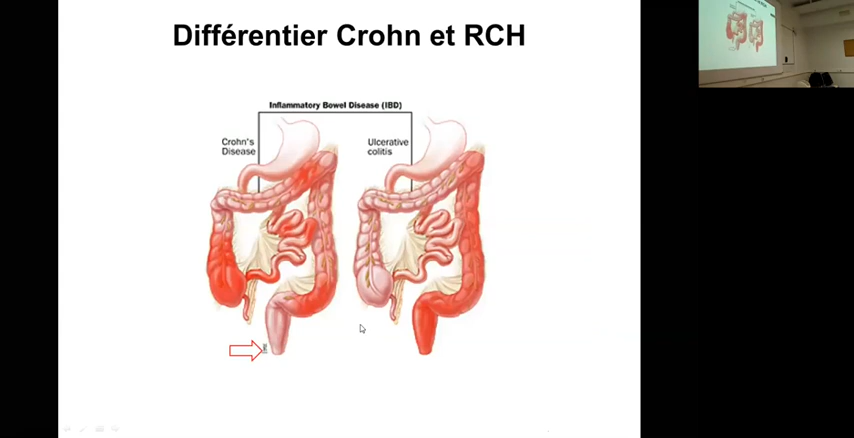 Différentier Crohn et RCH
Inflammatory Bowel Disease (IBD)
Crohn's
Disease
Ulcerative
colitis